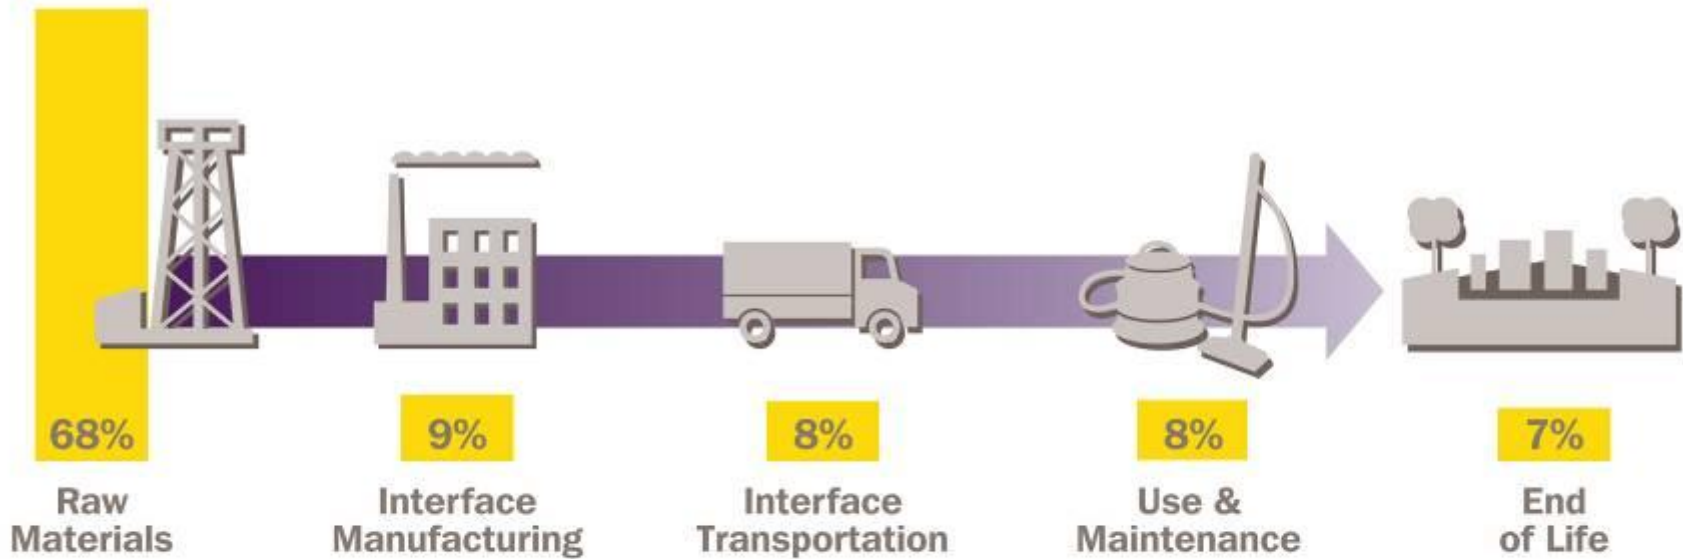 68%
9%
8%
8%
7%
Raw
Materials
Interface
Manufacturing
Interface
Transportation
Use &
Maintenance
End
of Life